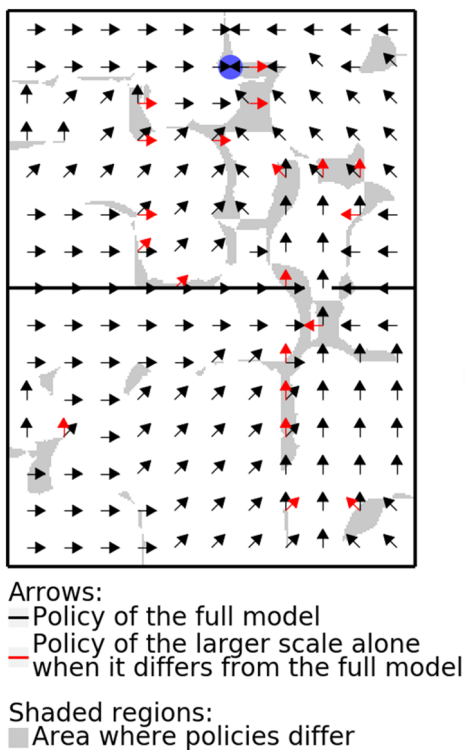 Arrows:
Policy of the full model
Policy of the larger scale alone
when it differs from the full model
Shaded regions:
Area where policies differ